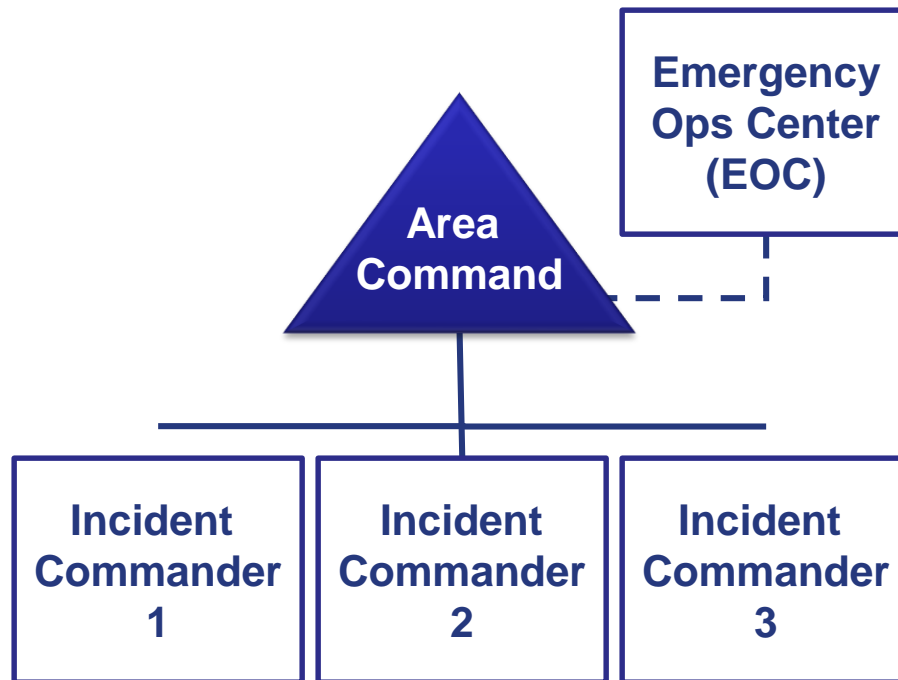 Emergency
Ops Center
(EOC)
Area
Command
Incident
Commander
1
Incident
Commander
2
Incident
Commander
3